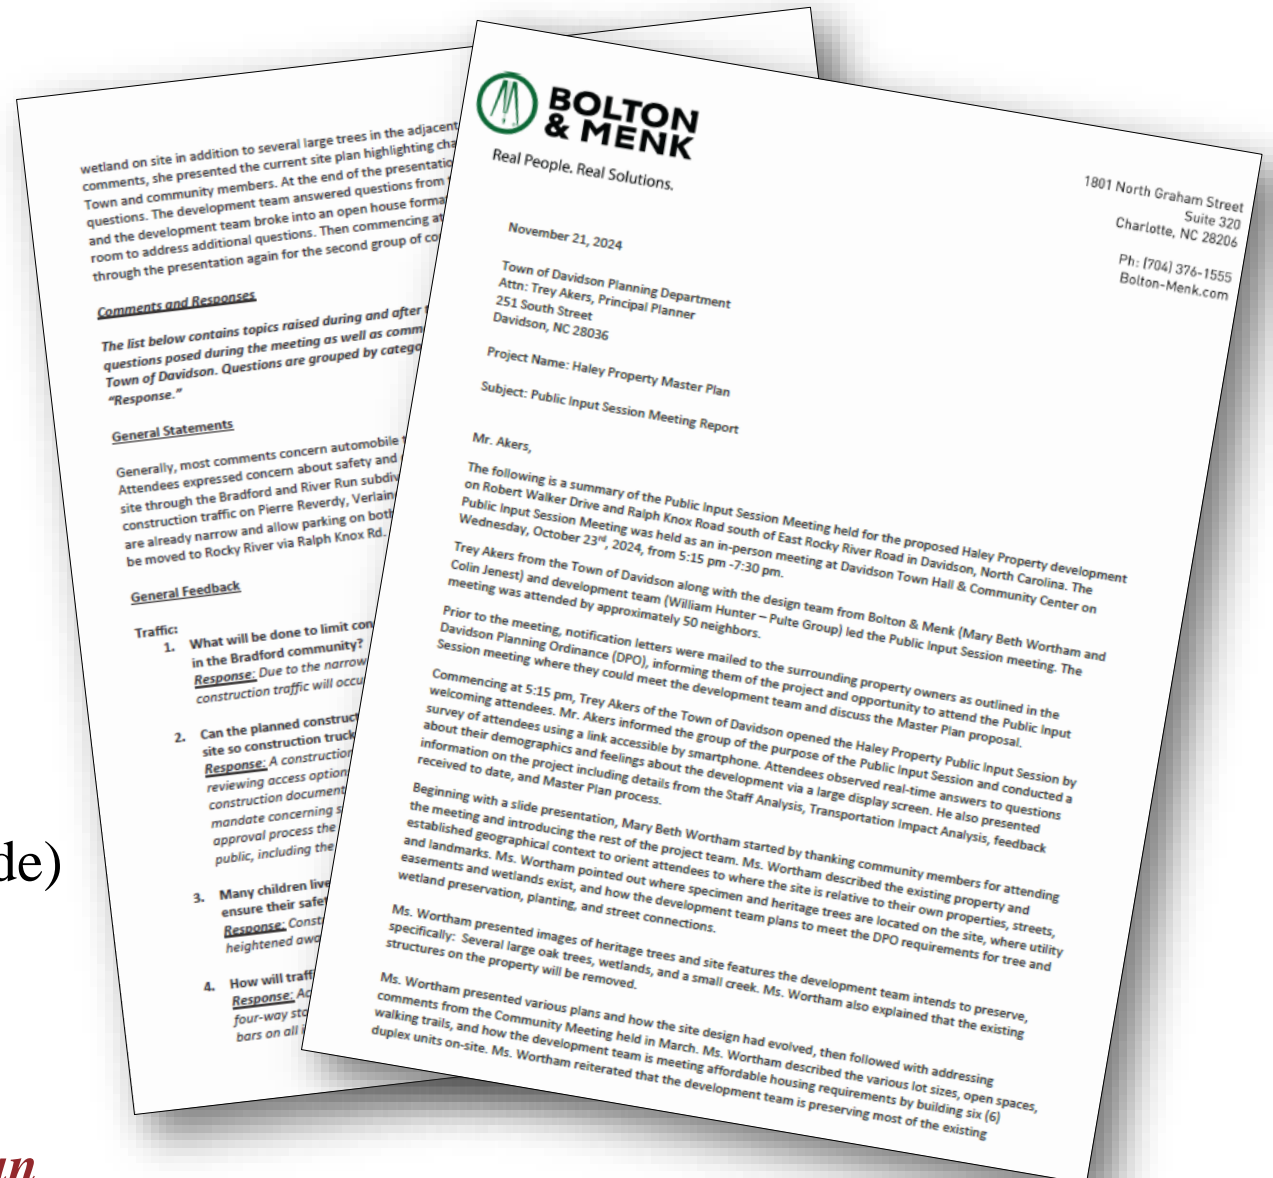 BOLTON
& MENK
Real People. Real Solutions.
1801 North Graham Street
Suite 320
Charlotte, NC 28206
Ph: (704) 376-1555
Bolton-Menk.com
November 21, 2024
Town of Davidson Planning Department
Attn: Trey Akers, Principal Planner
251 South Street
Davidson, NC 28036
Project Name: Haley Property Master Plan
Subject: Public Input Session Meeting Report
Mr. Akers,
The following is a summary of the Public Input Session Meeting held for the proposed Haley Property development
on Robert Walker Drive and Ralph Knox Road south of East Rocky River Road in Davidson, North Carolina. The
Public Input Session Meeting was held as an in-person meeting at Davidson Town Hall & Community Center on
Wednesday, October 23rd, 2024, from 5:15 pm -7:30 pm.
Trey Akers from the Town of Davidson along with the design team from Bolton & Menk (Mary Beth Wortham and
Colin Jenest) and development team (William Hunter – Pulte Group) led the Public Input Session meeting. The
meeting was attended by approximately 50 neighbors.
Prior to the meeting, notification letters were mailed to the surrounding property owners as outlined in the
Davidson Planning Ordinance (DPO), informing them of the project and opportunity to attend the Public Input
Session meeting where they could meet the development team and discuss the Master Plan proposal.
Commencing at 5:15 pm, Trey Akers of the Town of Davidson opened the Haley Property Public Input Session by
welcoming attendees. Mr. Akers informed the group of the purpose of the Public Input Session and conducted a
survey of attendees using a link accessible by smartphone. Attendees observed real-time answers to questions
about their demographics and feelings about the development via a large display screen. He also presented
information on the project including details from the Staff Analysis, Transportation Impact Analysis, feedback
received to date, and Master Plan process.
Beginning with a slide presentation, Mary Beth Wortham started by thanking community members for attending
the meeting and introducing the rest of the project team. Ms. Wortham described the existing property and
established geographical context to orient attendees to where the site is relative to their own properties, streets,
and landmarks. Ms. Wortham pointed out where specimen and heritage trees are located on the site, where utility
easements and wetlands exist, and how the development team plans to meet the DPO requirements for tree and
wetland preservation, planting, and street connections.
Ms. Wortham presented images of heritage trees and site features the development team intends to preserve,
specifically: Several large oak trees, wetlands, and a small creek. Ms. Wortham also explained that the existing
structures on the property will be removed.
Ms. Wortham presented various plans and how the site design had evolved, then followed with addressing
comments from the Community Meeting held in March. Ms. Wortham described the various lot sizes, open spaces,
walking trails, and how the development team is meeting affordable housing requirements by building six (6)
duplex units on-site. Ms. Wortham reiterated that the development team is preserving most of the existing
wetland on site in addition to several large trees in the adjacent
comments, she presented the current site plan highlighting cha
Town and community members. At the end of the presentatio
questions. The development team answered questions from
and the development team broke into an open house forma
room to address additional questions. Then commencing at
through the presentation again for the second group of co
Comments and Responses
The list below contains topics raised during and after t
questions posed during the meeting as well as comm
Town of Davidson. Questions are grouped by catego
“Response.”
General Statements
Generally, most comments concern automobile t
Attendees expressed concern about safety and
site through the Bradford and River Run subdiv
construction traffic on Pierre Reverdy, Verlain
are already narrow and allow parking on both
be moved to Rocky River via Ralph Knox Rd.
General Feedback
Traffic:
1. What will be done to limit con
in the Bradford community?
Response: Due to the narrow
construction traffic will occu
2. Can the planned construct
site so construction truck
Response: A construction
reviewing access option
construction document
mandate concerning s
approval process the
public, including the
3. Many children live
ensure their safet
Response: Const
heightened awa
4. How will traff
Response: Ac
four-way sto
bars on all i
de)
an